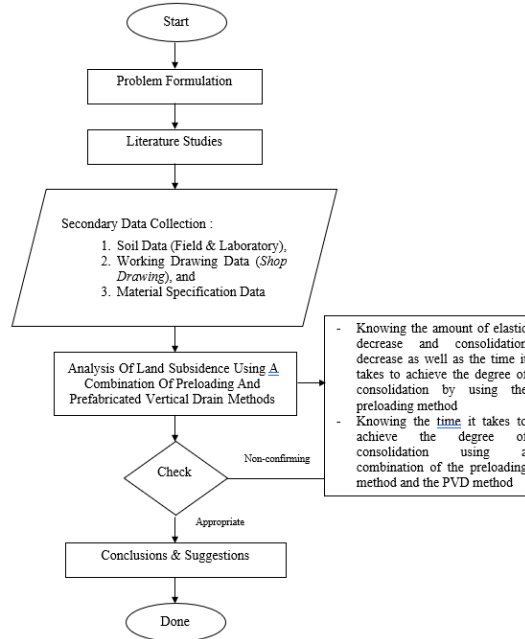 Start
Problem Formulation
Literature Studies
Secondary Data Collection :
1. Soil Data (Field & Laboratory),
2. Working Drawing Data (Shop
Drawing), and
3. Material Specification Data
Analysis Of Land Subsidence Using A
Combination Of Preloading And
Prefabricated Vertical Drain Methods
- Knowing the amount of elastic
decrease and consolidation
decrease as well as the time it
takes to achieve the degree of
consolidation by using the
preloading method
- Knowing the time it takes to
achieve the degree of
consolidation using a
combination of the preloading
method and the PVD method
Check
Non-confirming
Appropriate
Conclusions & Suggestions
Done